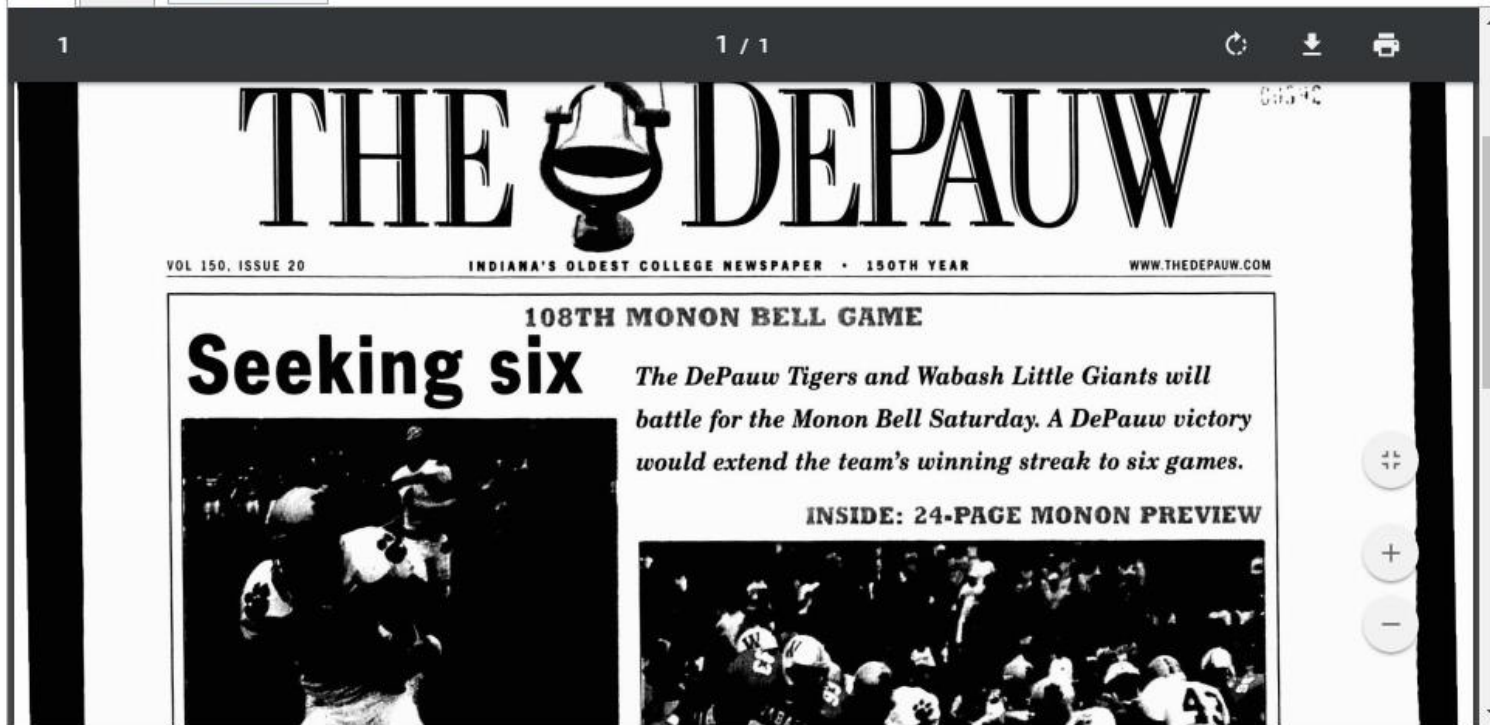 1
1 / 1
THE DEPAUW
VOL 150, ISSUE 20
INDIANA'S OLDEST COLLEGE NEWSPAPER • 150TH YEAR
WWW.THEDEPAUW.COM
108TH MONON BELL GAME
Seeking six
The DePauw Tigers and Wabash Little Giants will
battle for the Monon Bell Saturday. A DePauw victory
would extend the team's winning streak to six games.
INSIDE: 24-PAGE MONON PREVIEW
W
43